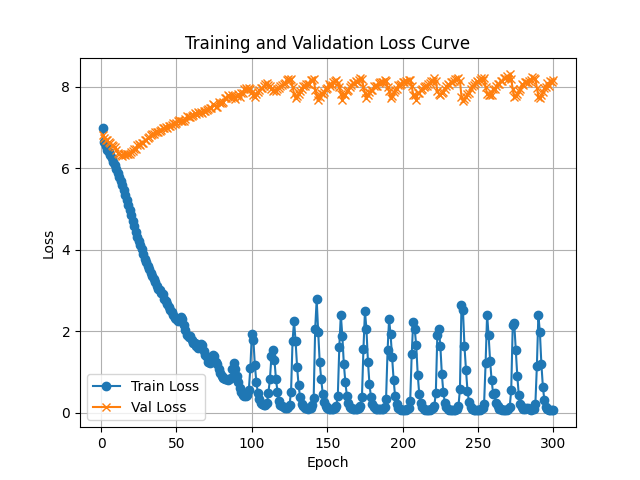 Training and Validation Loss Curve
Loss
8
6
4
2
0
Train Loss
Val Loss
0 50 100 150 200 250 300
Epoch